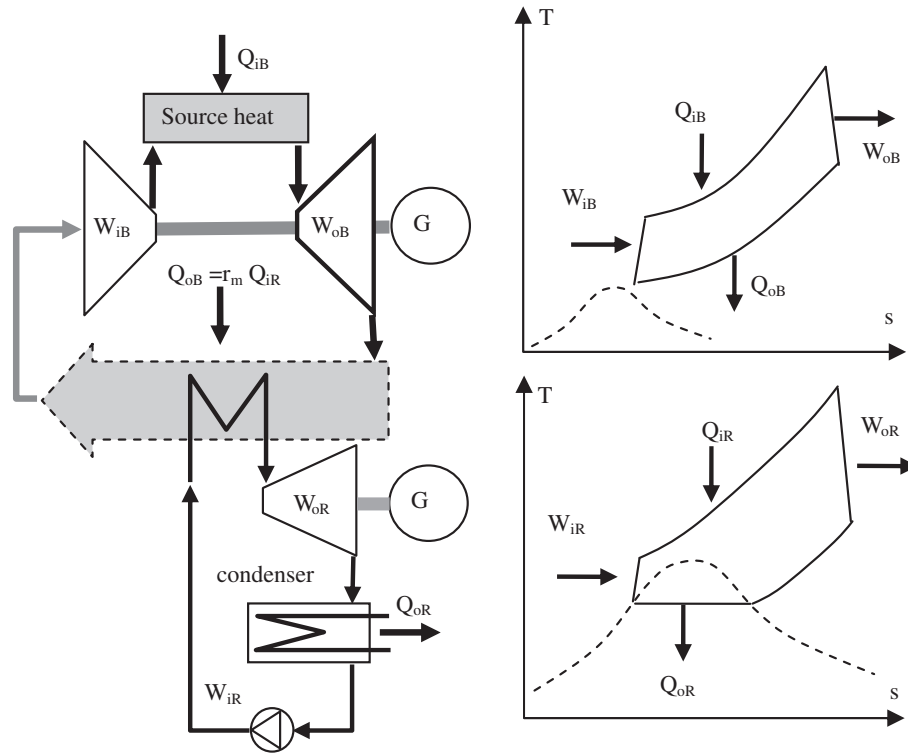 Q_iB
Source heat
W_iB
W_oB
G
Q_oB =r_m Q_iR
W_oR
G
condenser
Q_oR
W_iR
T
Q_iB
W_oB
W_iB
Q_oB
s
T
Q_iR
W_oR
W_iR
Q_oR
s